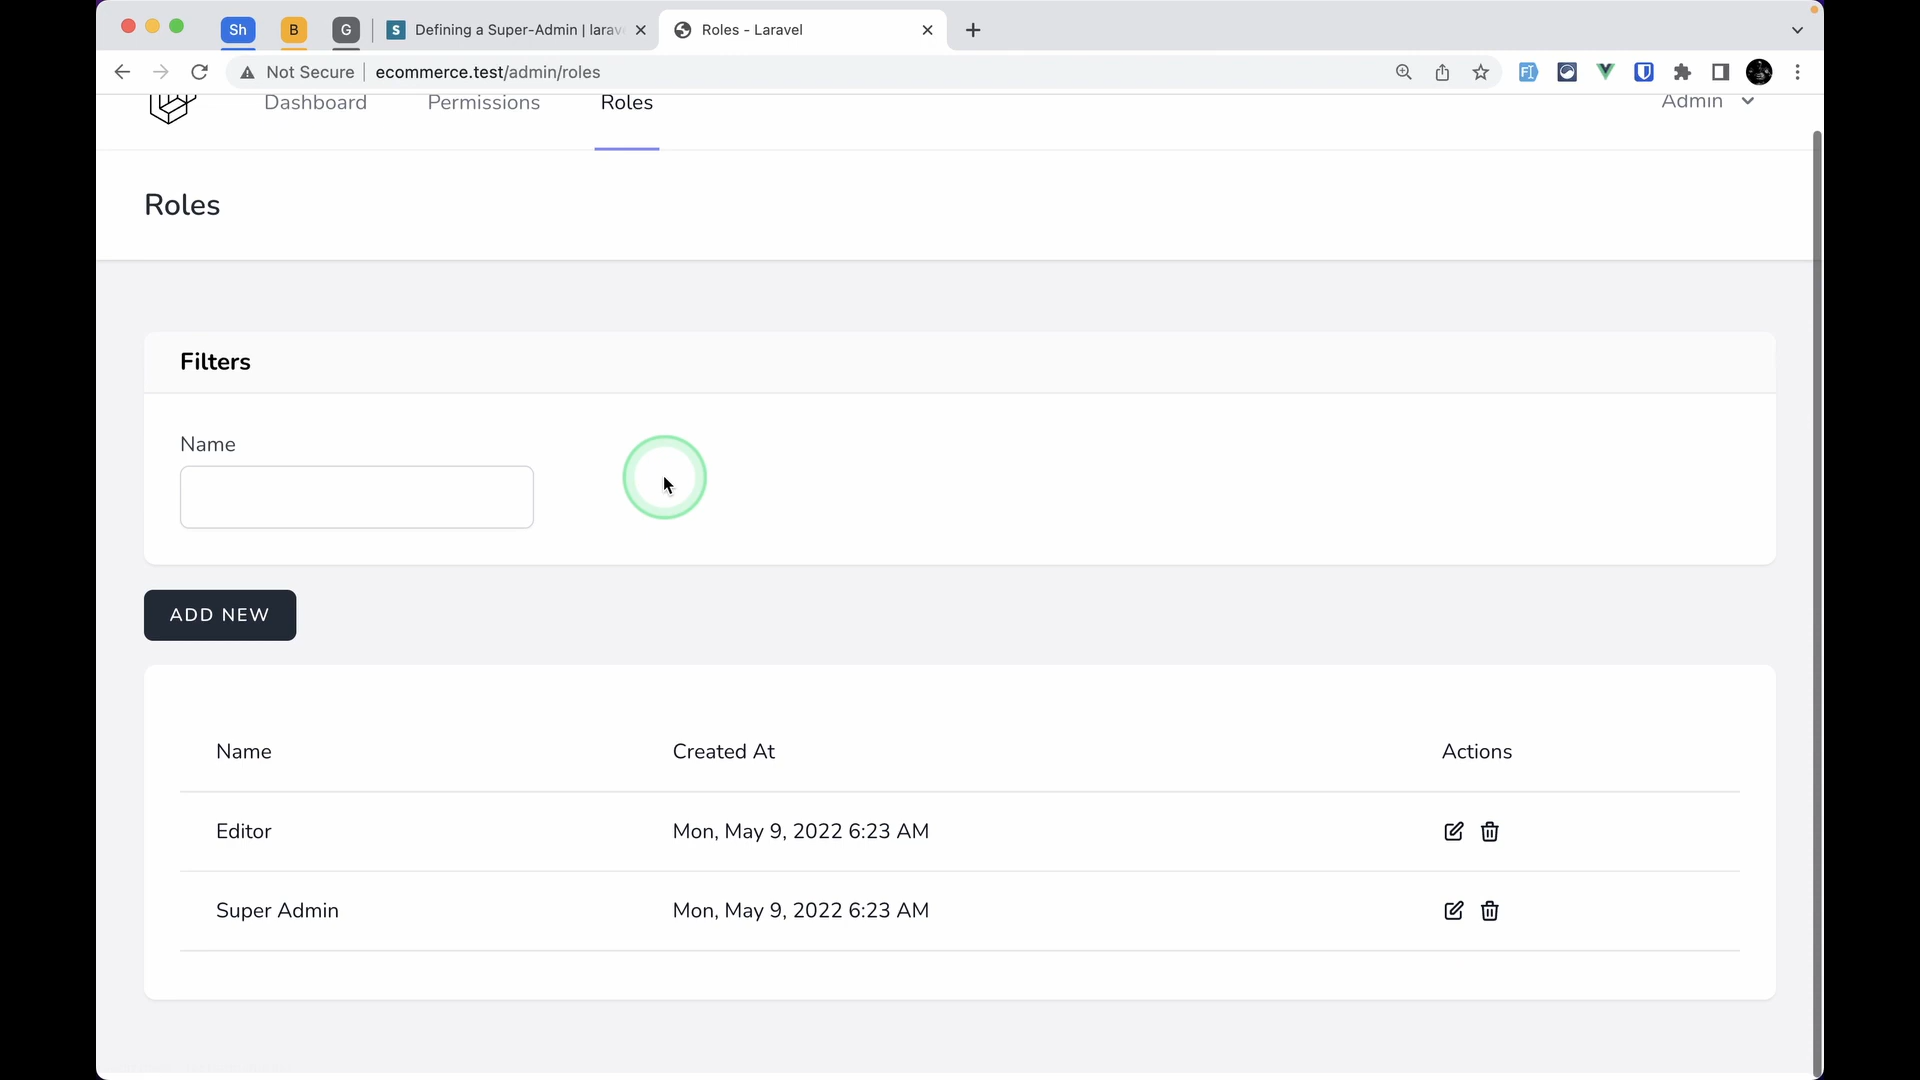 Sh
B
G
S
Defining a Super-Admin | larav
Roles - Laravel
Not Secure
ecommerce.test/admin/roles
Dashboard
Permissions
Roles
Admin
Roles
Filters
Name
ADD NEW
Name
Created At
Actions
Editor
Mon, May 9, 2022 6:23 AM
Super Admin
Mon, May 9, 2022 6:23 AM